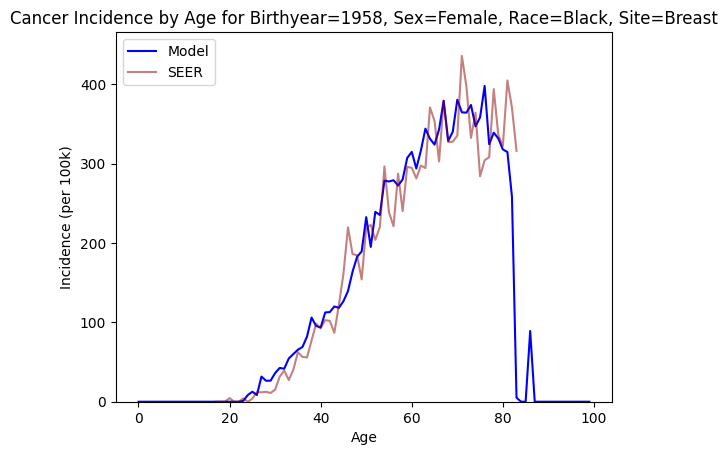 Cancer Incidence by Age for Birthyear=1958, Sex=Female, Race=Black, Site=Breast
Model
SEER
400
300
200
100
0
Incidence (per 100k)
0 20 40 60 80 100
Age